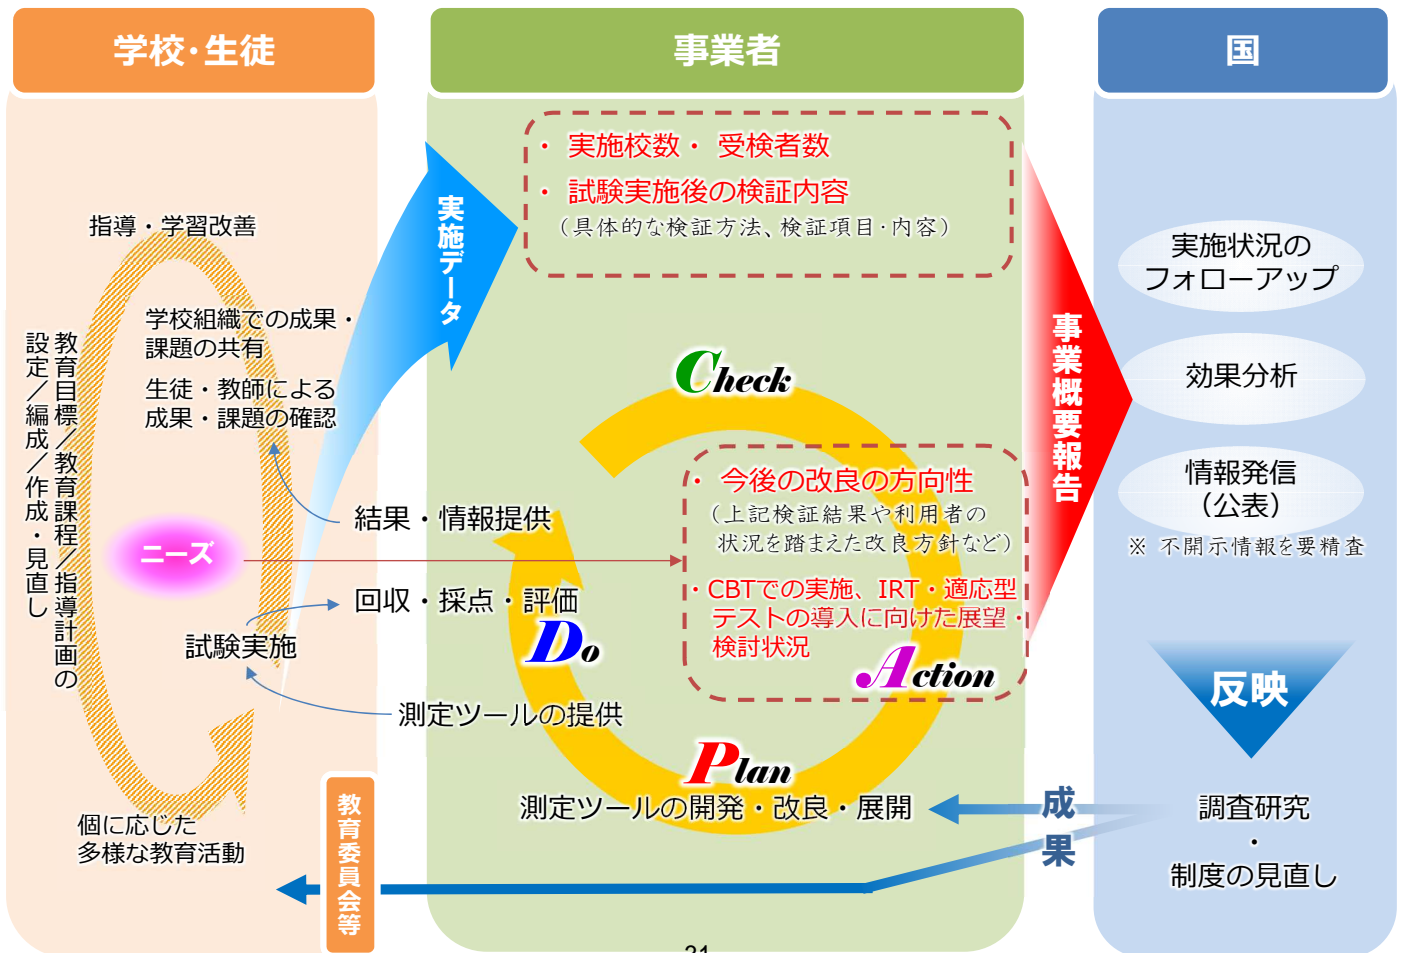 学校・生徒
指導・学習改善
学校組織での成果・
課題の共有
生徒・教師による
成果・課題の確認
教育目標／教育課程／指導計画の
設定／編成／作成・見直し
ニーズ
試験実施
個に応じた
多様な教育活動
教育委員会等
実施データ
事業者
・ 実施校数・ 受検者数
・ 試験実施後の検証内容
（具体的な検証方法、検証項目・内容）
Check
・ 今後の改良の方向性
（上記検証結果や利用者の
状況を踏まえた改良方針など）
・CBTでの実施、IRT・適応型
テストの導入に向けた展望・
検討状況
Action
結果・情報提供
回収・採点・評価
Do
測定ツールの提供
Plan
測定ツールの開発・改良・展開
事業概要報告
国
実施状況の
フォローアップ
効果分析
情報発信
（公表）
※ 不開示情報を要精査
反映
調査研究
・
制度の見直し
成果